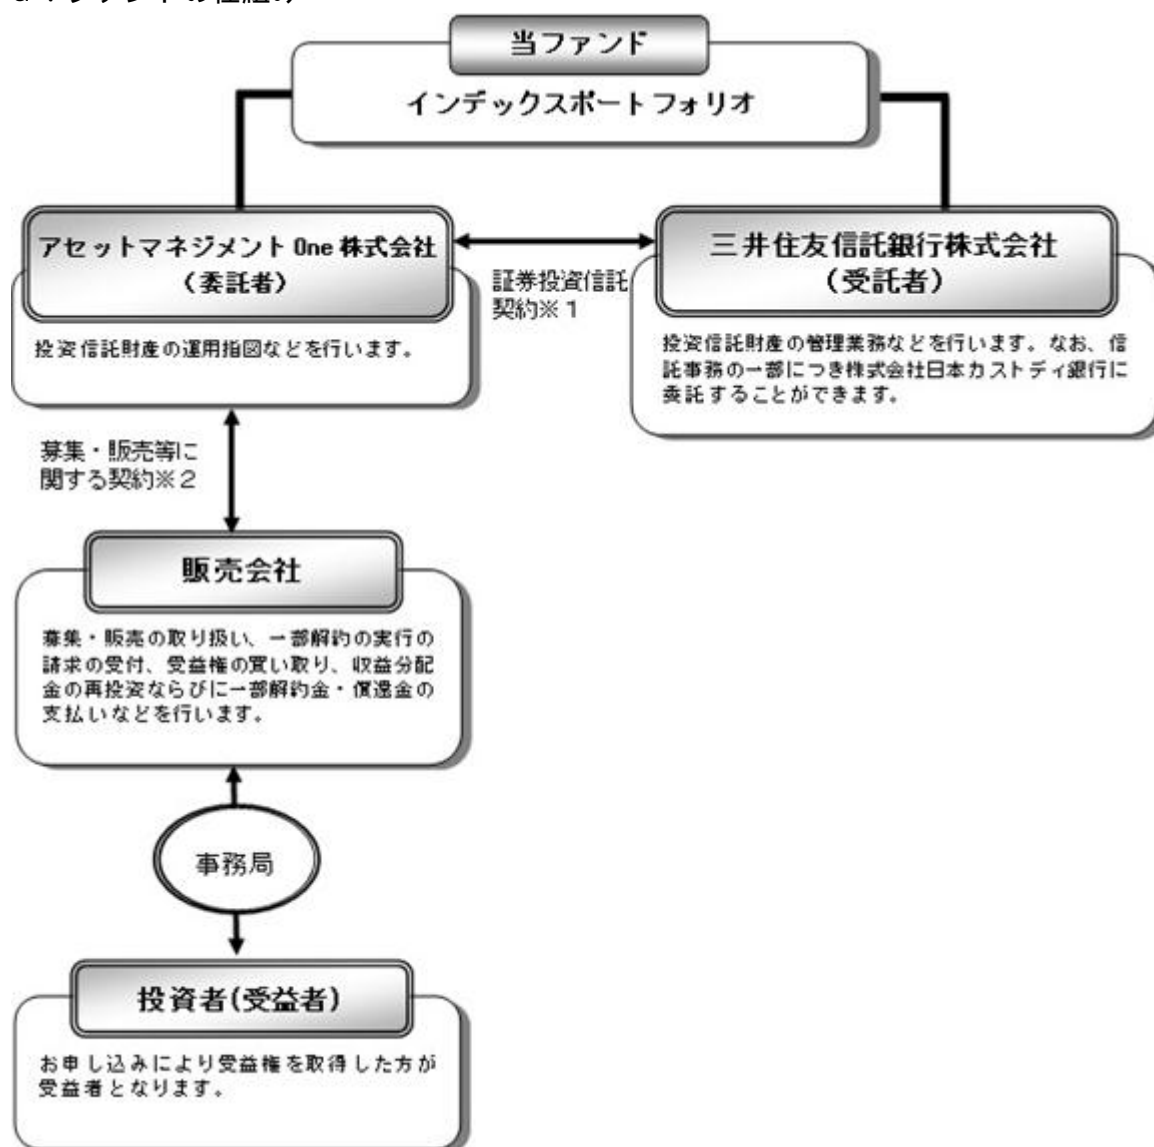 ａ．ファンドの仕組み
当ファンド
インデックスポートフォリオ
アセットマネジメント One 株式会社
（委託者）
投資信託財産の運用指図などを行います。
証券投資信託
契約※１
三井住友信託銀行株式会社
（受託者）
投資信託財産の管理業務などを行います。なお、信
託事務の一部につき株式会社日本カストディ銀行に
委託することができます。
募集・販売等に
関する契約※２
販売会社
募集・販売の取り扱い、一部解約の実行の
請求の受付、受益権の買い取り、収益分配
金の再投資ならびに一部解約金・償還金の
支払いなどを行います。
事務局
投資者(受益者)
お申し込みにより受益権を取得した方が
受益者となります。